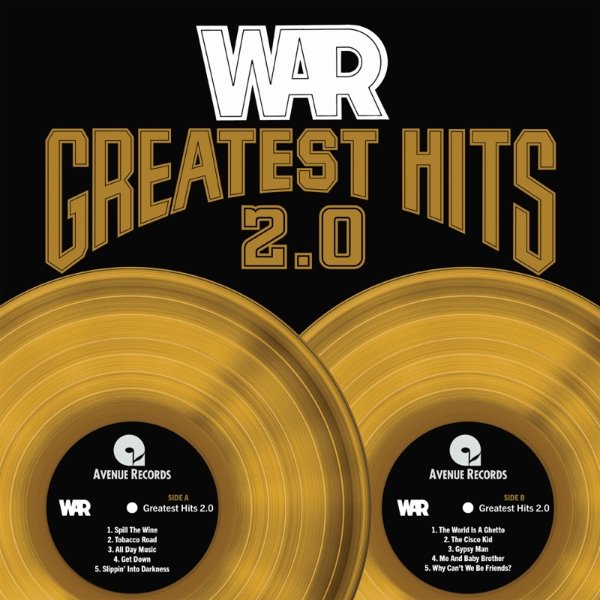 WAR
GREATEST HITS
2.0
AVENUE RECORDS
SIDE A
WAR
Greatest Hits 2.0
1. Spill The Wine
2. Tobacco Road
3. All Day Music
4. Get Down
5. Slippin' Into Darkness
AVENUE RECORDS
SIDE B
WAR
Greatest Hits 2.0
1. The World Is A Ghetto
2. The Cisco Kid
3. Gypsy Man
4. Me And Baby Brother
5. Why Can't We Be Friends?